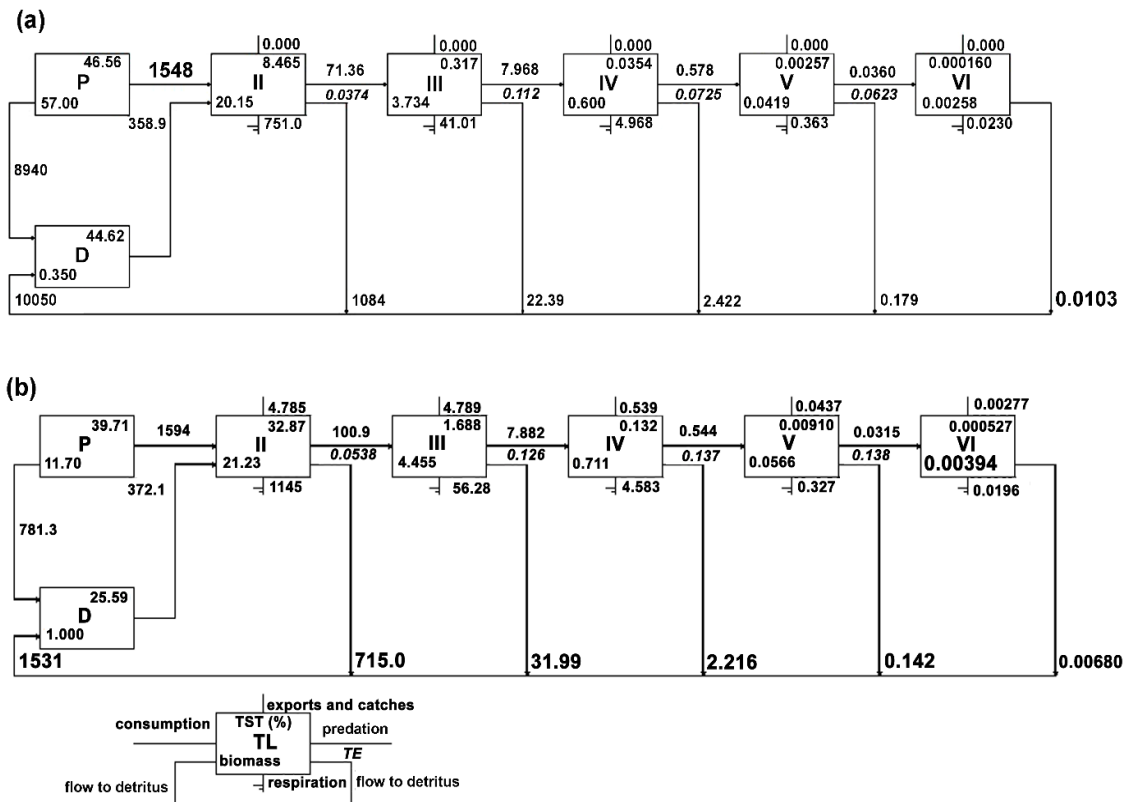 (a)
0.000 0.000 0.000 0.000 0.000
46.56 1548 8.465 71.36 0.317 7.968 0.0354 0.578 0.00257 0.0360 0.000160
P II III IV V VI
57.00 20.15 0.0374 3.734 0.112 0.600 0.0725 0.0419 0.0623 0.00258
358.9 751.0 41.01 4.968 0.363 0.0230
8940
44.62
D
0.350
10050 1084 22.39 2.422 0.179 0.0103
(b)
4.785 4.789 0.539 0.0437 0.00277
39.71 1594 32.87 100.9 1.688 7.882 0.132 0.544 0.00910 0.0315 0.000527
P II III IV V VI
11.70 21.23 0.0538 4.455 0.126 0.711 0.137 0.0566 0.138 0.00394
372.1 1145 56.28 4.583 0.327 0.0196
781.3
25.59
D
1.000
1531 715.0 31.99 2.216 0.142 0.00680
exports and catches
consumption TST (%) predation
TL
biomass TE
flow to detritus respiration flow to detritus